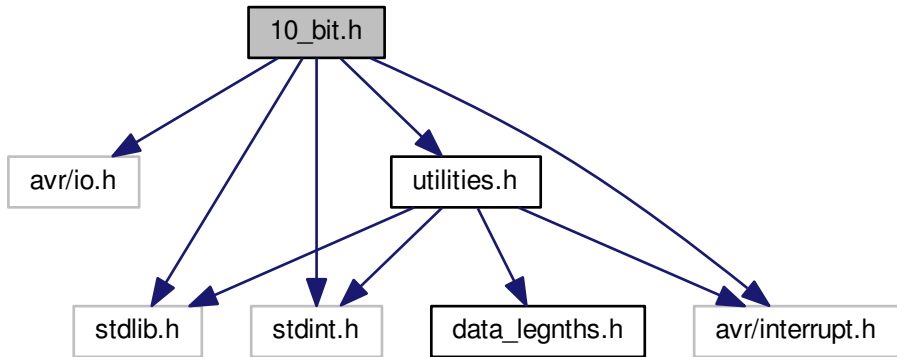 10_bit.h
avr/io.h
utilities.h
stdlib.h
stdint.h
data_legnths.h
avr/interrupt.h